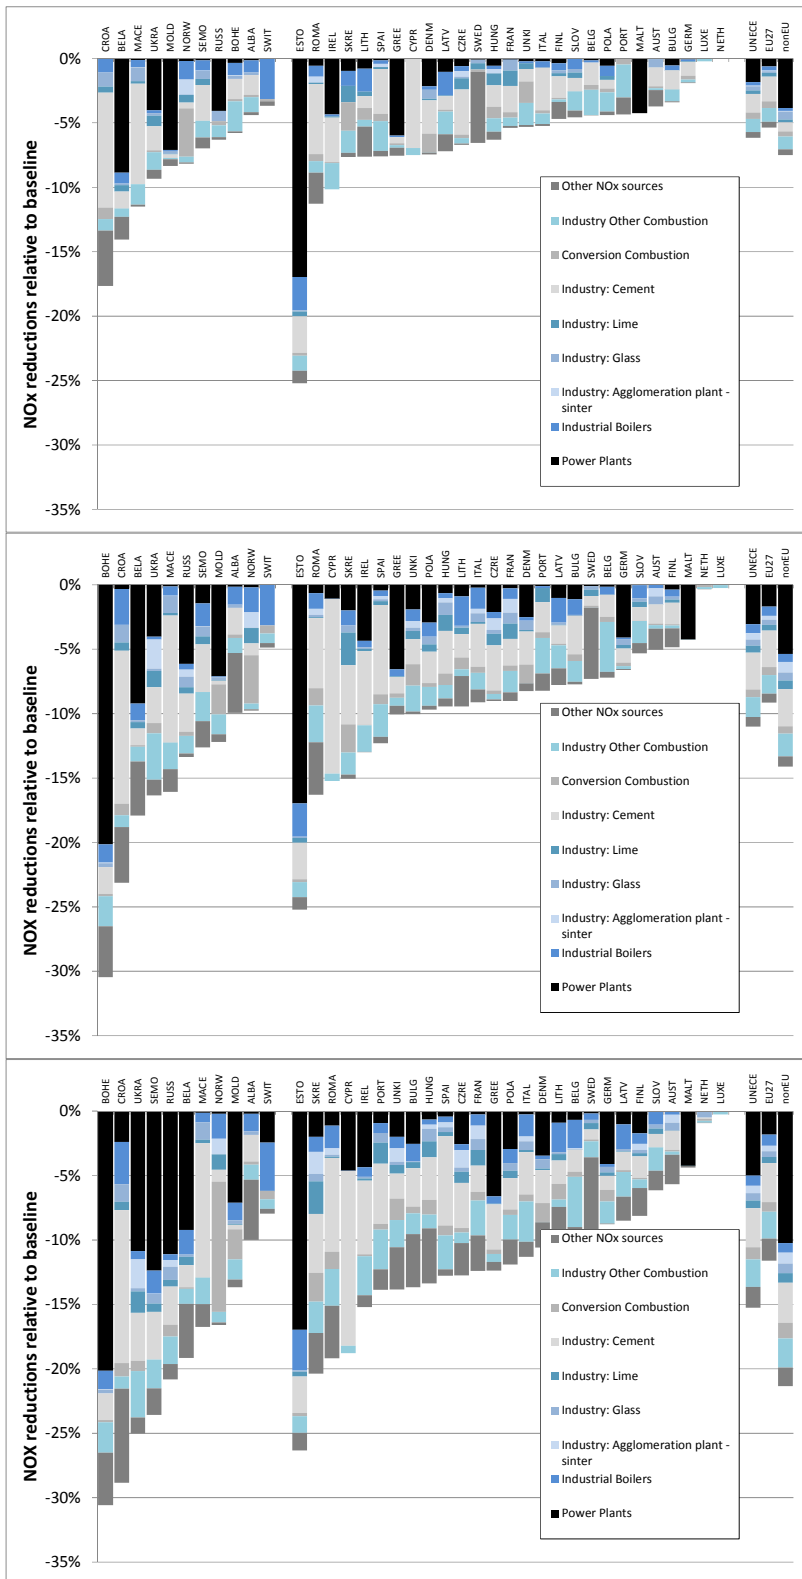 CROA BELA MACE UKRA MOLD NORW SEMO RUSS BOHE ALBA SWIT ESTO ROMA IREL SKRE LITH SPAI GREE CYPR DENM LATV CZRE SWED HUNG FRAN UNKI ITAL FINL SLOV BELG POLA PORT MALT AUST BULG GERM LUXE NETH UNECE EU27 nonEU
NOx reductions relative to baseline
0%
-5%
-10%
-15%
-20%
-25%
-30%
-35%
Other NOx sources
Industry Other Combustion
Conversion Combustion
Industry: Cement
Industry: Lime
Industry: Glass
Industry: Agglomeration plant -
sinter
Industrial Boilers
Power Plants
BOHE CROA BELA UKRA MACE RUSS SEMO MOLD ALBA NORW SWIT ESTO ROMA CYPR SKRE IREL SPAI GREE UNKI POLA HUNG LITH ITAL CZRE FRAN DENM PORT LATV BULG SWED BELG GERM SLOV AUST FINL MALT NETH LUXE UNECE EU27 nonEU
NOX reductions relative to baseline
0%
-5%
-10%
-15%
-20%
-25%
-30%
-35%
Other NOx sources
Industry Other Combustion
Conversion Combustion
Industry: Cement
Industry: Lime
Industry: Glass
Industry: Agglomeration plant -
sinter
Industrial Boilers
Power Plants
BOHE CROA UKRA SEMO RUSS BELA MACE NORW MOLD ALBA SWIT ESTO SKRE ROMA CYPR IREL PORT UNKI BULG HUNG SPAI CZRE FRAN GREE POLA ITAL DENM LITH BELG SWED GERM LATV FINL SLOV AUST MALT NETH LUXE UNECE EU27 nonEU
NOX reductions relative to baseline
0%
-5%
-10%
-15%
-20%
-25%
-30%
-35%
Other NOx sources
Industry Other Combustion
Conversion Combustion
Industry: Cement
Industry: Lime
Industry: Glass
Industry: Agglomeration plant -
sinter
Industrial Boilers
Power Plants